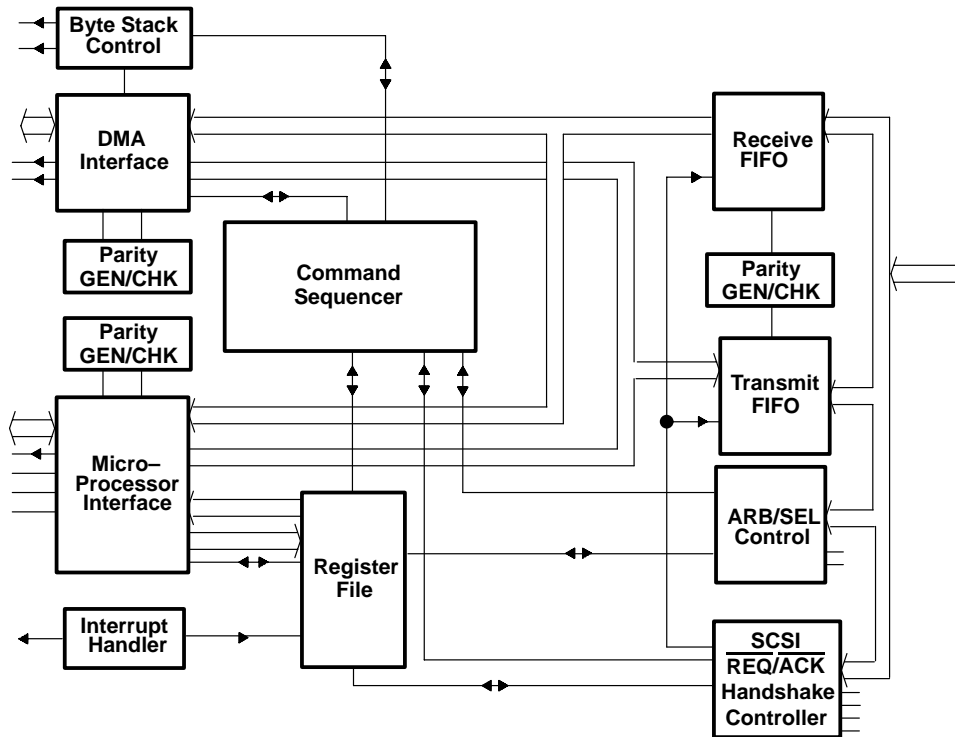 Byte Stack
Control
DMA
Interface
Receive
FIFO
Parity
GEN/CHK
Command
Sequencer
Parity
GEN/CHK
Parity
GEN/CHK
Transmit
FIFO
Micro–
Processor
Interface
ARB/SEL
Control
Register
File
Interrupt
Handler
SCSI
REQ/ACK
Handshake
Controller